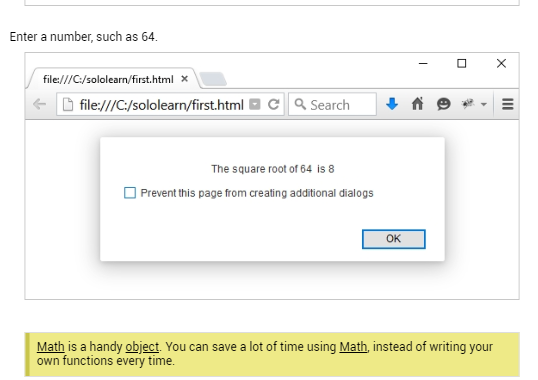 Enter a number, such as 64.
file:///C:/sololearn/first.html ×
file:///C:/sololearn/first.html
Search
The square root of 64 is 8
Prevent this page from creating additional dialogs
OK
Math is a handy object. You can save a lot of time using Math, instead of writing your
own functions every time.